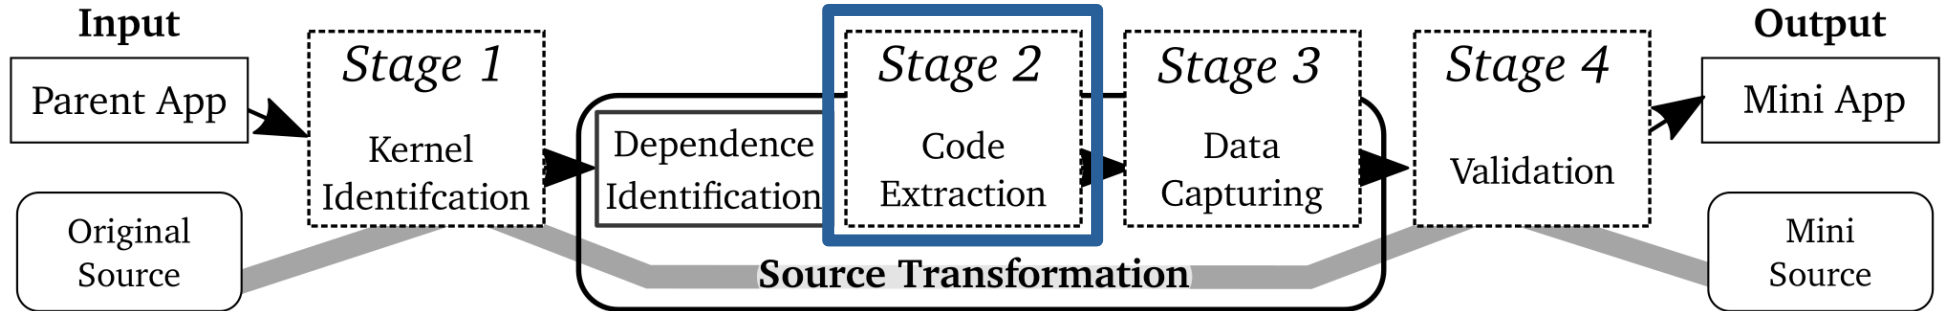 Input
Parent App
Original
Source
Stage 1
Kernel
Identifcation
Dependence
Identification
Stage 2
Code
Extraction
Stage 3
Data
Capturing
Source Transformation
Stage 4
Validation
Output
Mini App
Mini
Source